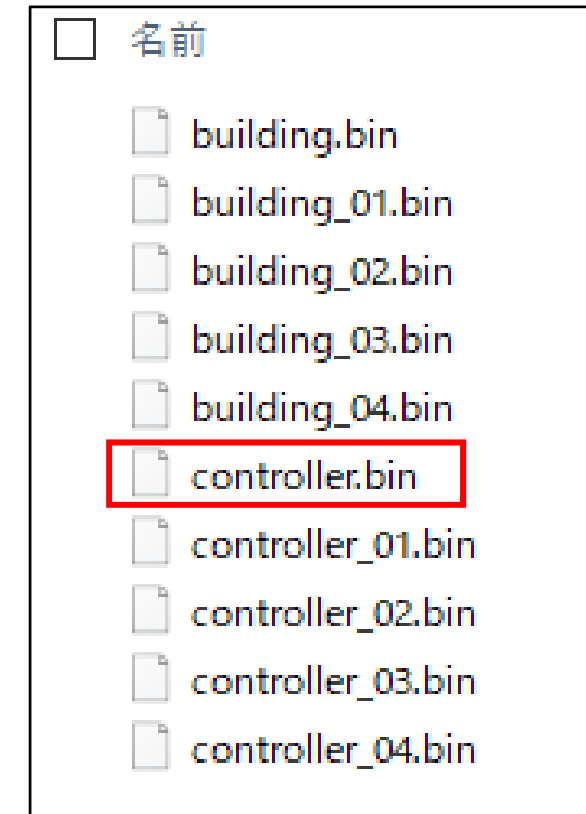 名前
building.bin
building_01.bin
building_02.bin
building_03.bin
building_04.bin
controller.bin
controller_01.bin
controller_02.bin
controller_03.bin
controller_04.bin